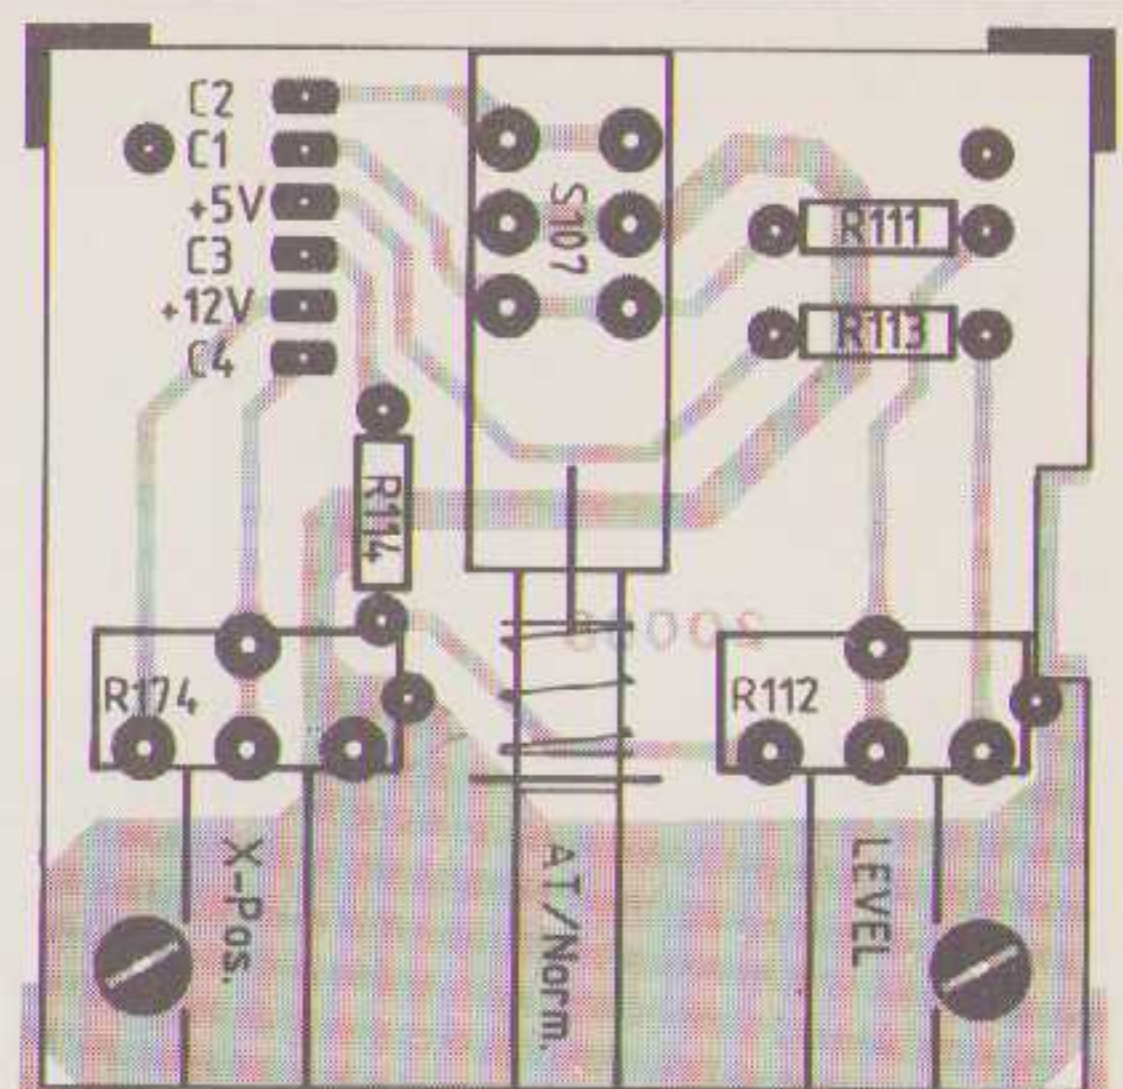 C2
C1
+5V
C3
+12V
C4
S107
R111
R113
R114
R174
R112
X-Pos.
AT/Norm.
LEVEL